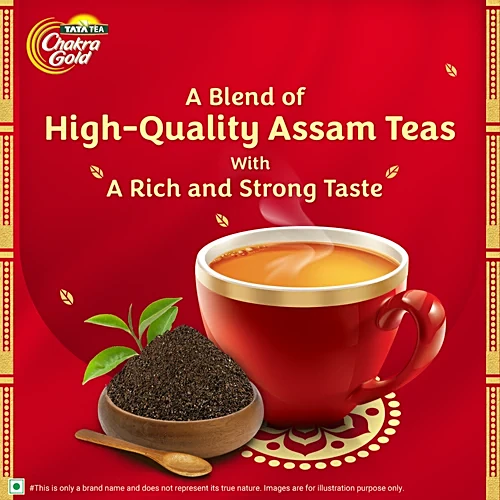 TATA TEA
Chakra
Gold
A Blend of
High-Quality Assam Teas
With
A Rich and Strong Taste
#This is only a brand name and does not represent its true nature. Images are for illustration purpose only.